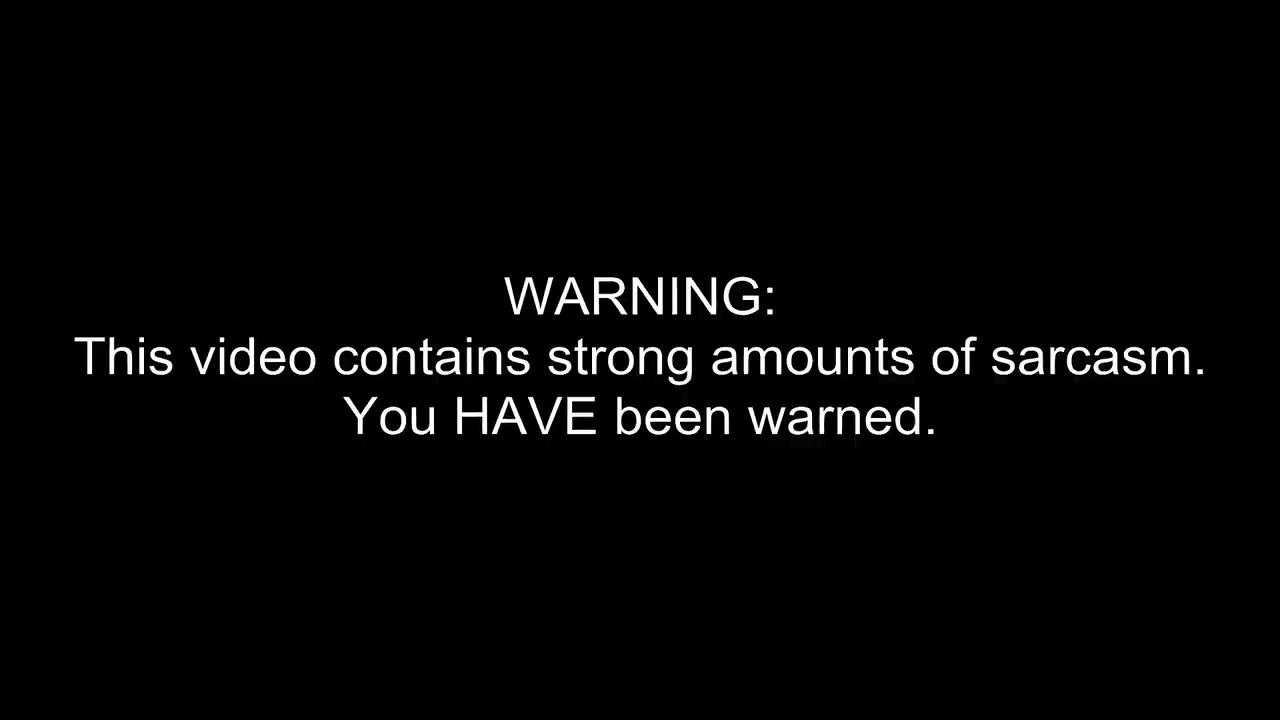 WARNING:
This video contains strong amounts of sarcasm.
You HAVE been warned.